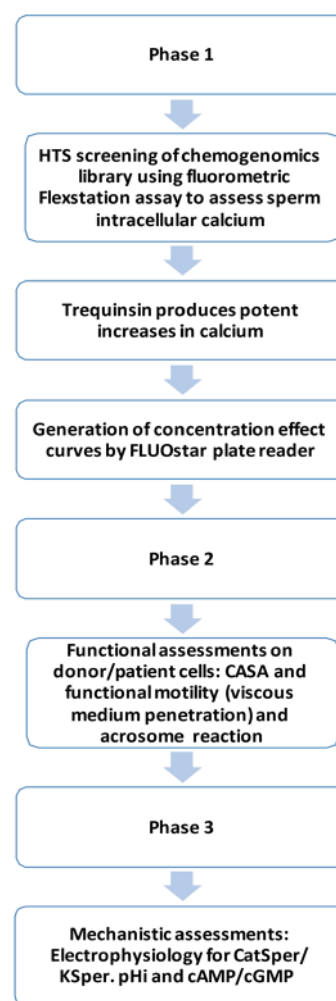 Phase 1
HTS screening of chemogenomics
library using fluorometric
Flexstation assay to assess sperm
intracellular calcium
Trequinsin produces potent
increases in calcium
Generation of concentration effect
curves by FLUOstar plate reader
Phase 2
Functional assessments on
donor/patient cells: CASA and
functional motility (viscous
medium penetration) and
acrosome reaction
Phase 3
Mechanistic assessments:
Electrophysiology for CatSper/
KSper. pHi and cAMP/cGMP